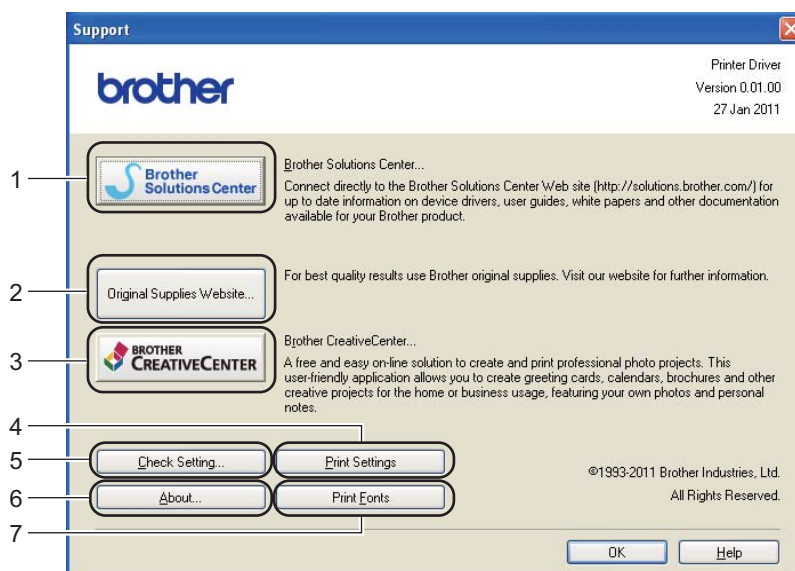 Support
brother
Printer Driver
Version 0.01.00
27 Jan 2011
1
Brother
Solutions Center
Brother Solutions Center...
Connect directly to the Brother Solutions Center Web site (http://solutions.brother.com/) for
up to date information on device drivers, user guides, white papers and other documentation
available for your Brother product.
2
Original Supplies Website...
For best quality results use Brother original supplies. Visit our website for further information.
3
BROTHER
CREATIVECENTER
Brother CreativeCenter...
A free and easy on-line solution to create and print professional photo projects. This
user-friendly application allows you to create greeting cards, calendars, brochures and other
creative projects for the home or business usage, featuring your own photos and personal
notes.
4
5
Check Setting...
Print Settings
©1993-2011 Brother Industries, Ltd.
6
About...
Print Fonts
All Rights Reserved.
7
OK
Help